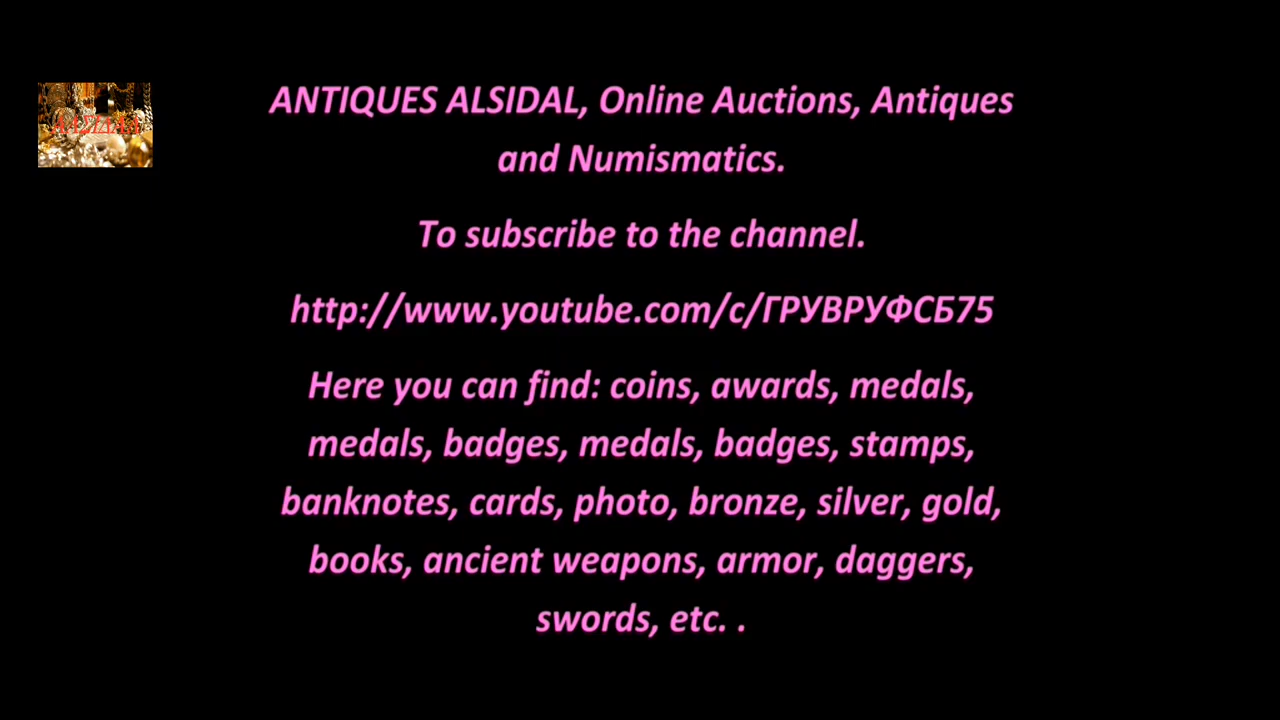 ALSIDAL
ANTIQUES ALSIDAL, Online Auctions, Antiques
and Numismatics.
To subscribe to the channel.
http://www.youtube.com/c/ГРУВРУФСБ75
Here you can find: coins, awards, medals,
medals, badges, medals, badges, stamps,
banknotes, cards, photo, bronze, silver, gold,
books, ancient weapons, armor, daggers,
swords, etc. .